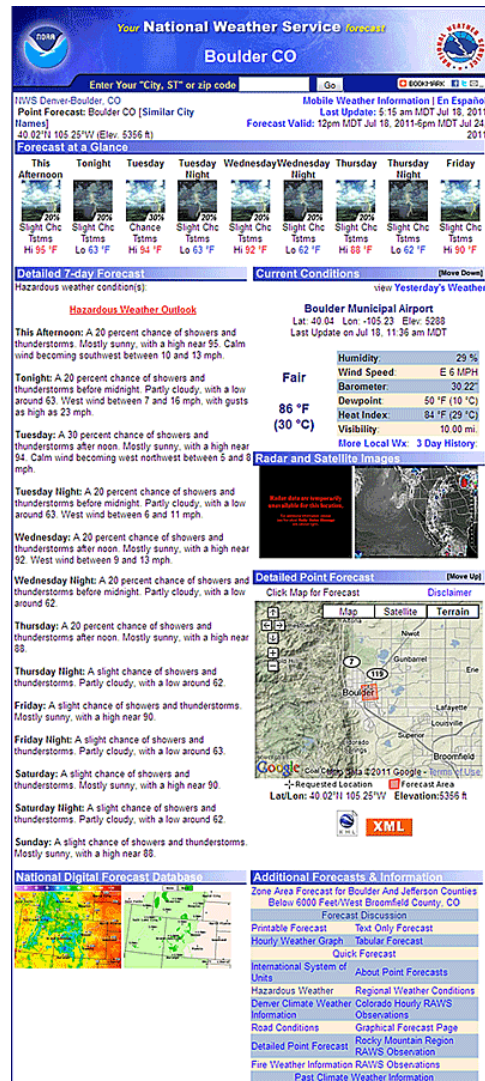 NOAA
Your National Weather Service forecast
Boulder CO
Enter Your "City, ST" or zip code
Go
BOOKMARK
NWS Denver-Boulder, CO
Point Forecast: Boulder CO [Similar City
Names]
40.02°N 105.25°W (Elev. 5356 ft)
Mobile Weather Information | En Español
Last Update: 5:15 am MDT Jul 18, 2011
Forecast Valid: 12pm MDT Jul 18, 2011-6pm MDT Jul 24,
2011
Forecast at a Glance
This Afternoon
Tonight
Tuesday
Tuesday Night
Wednesday
Wednesday Night
Thursday
Thursday Night
Friday
20% 20% 30% 20% 20% 20% 20%
Slight Chc Tstms Hi 95 °F
Slight Chc Tstms Lo 63 °F
Chance Tstms Hi 94 °F
Slight Chc Tstms Lo 63 °F
Slight Chc Tstms Hi 92 °F
Slight Chc Tstms Lo 62 °F
Slight Chc Tstms Hi 88 °F
Slight Chc Tstms Lo 62 °F
Slight Chc Tstms Hi 90 °F
Detailed 7-day Forecast
Hazardous weather condition(s):
Hazardous Weather Outlook
This Afternoon: A 20 percent chance of showers and
thunderstorms. Mostly sunny, with a high near 95. Calm
wind becoming southwest between 10 and 13 mph.
Tonight: A 20 percent chance of showers and
thunderstorms before midnight. Partly cloudy, with a low
around 63. West wind between 7 and 16 mph, with gusts
as high as 23 mph.
Tuesday: A 30 percent chance of showers and
thunderstorms after noon. Mostly sunny, with a high near
94. Calm wind becoming west northwest between 5 and 8
mph.
Tuesday Night: A 20 percent chance of showers and
thunderstorms before midnight. Partly cloudy, with a low
around 63. West wind between 6 and 11 mph.
Wednesday: A 20 percent chance of showers and
thunderstorms after noon. Mostly sunny, with a high near
92. West wind between 9 and 13 mph.
Wednesday Night: A 20 percent chance of showers and
thunderstorms. Partly cloudy, with a low
around 62.
Thursday: A 20 percent chance of showers and
thunderstorms after noon. Mostly sunny, with a high near
88.
Thursday Night: A slight chance of showers and
thunderstorms. Partly cloudy, with a low around 62.
Friday: A slight chance of showers and thunderstorms.
Mostly sunny, with a high near 90.
Friday Night: A slight chance of showers and
thunderstorms. Partly cloudy, with a low around 63.
Saturday: A slight chance of showers and
thunderstorms. Mostly sunny, with a high near 90.
Saturday Night: A slight chance of showers and
thunderstorms. Partly cloudy, with a low around 62.
Sunday: A slight chance of showers and thunderstorms.
Mostly sunny, with a high near 88.
Current Conditions [Move Down]
view Yesterday's Weather
Boulder Municipal Airport
Lat: 40.04 Lon: -105.23 Elev: 5288
Last Update on Jul 18, 11:36 am MDT
Fair
86 °F
(30 °C)
Humidity: 29 %
Wind Speed: E 6 MPH
Barometer: 30.22"
Dewpoint: 50 °F (10 °C)
Heat Index: 84 °F (29 °C)
Visibility: 10.00 mi.
More Local Wx: 3 Day History:
Radar and Satellite Images
Radar data are temporarily
unavailable for this location.
Detailed Point Forecast [Move Up]
Click Map for Forecast Disclaimer
Map Satellite Terrain
Altona
Niwot
7
Gunbarrel
119
Erie
Boulder
Lafayette
Louisville
Superior
Eldorado
Springs
Broomfield
Google
Map data ©2011 Google - Terms of Use
Requested Location Forecast Area
Lat/Lon: 40.02°N 105.25°W Elevation:5356 ft
XML
XML
National Digital Forecast Database
Additional Forecasts & Information
Zone Area Forecast for Boulder And Jefferson Counties
Below 6000 Feet/West Broomfield County, CO
Forecast Discussion
Printable Forecast Text Only Forecast
Hourly Weather Graph Tabular Forecast
Quick Forecast
International System of
Units
About Point Forecasts
Hazardous Weather Regional Weather Conditions
Denver Climate Weather
Information
Colorado Hourly RAWS
Observations
Road Conditions Graphical Forecast Page
Detailed Point Forecast
Rocky Mountain Region
RAWS Observation
Fire Weather Information RAWS Observations
Past Climate Weather Information